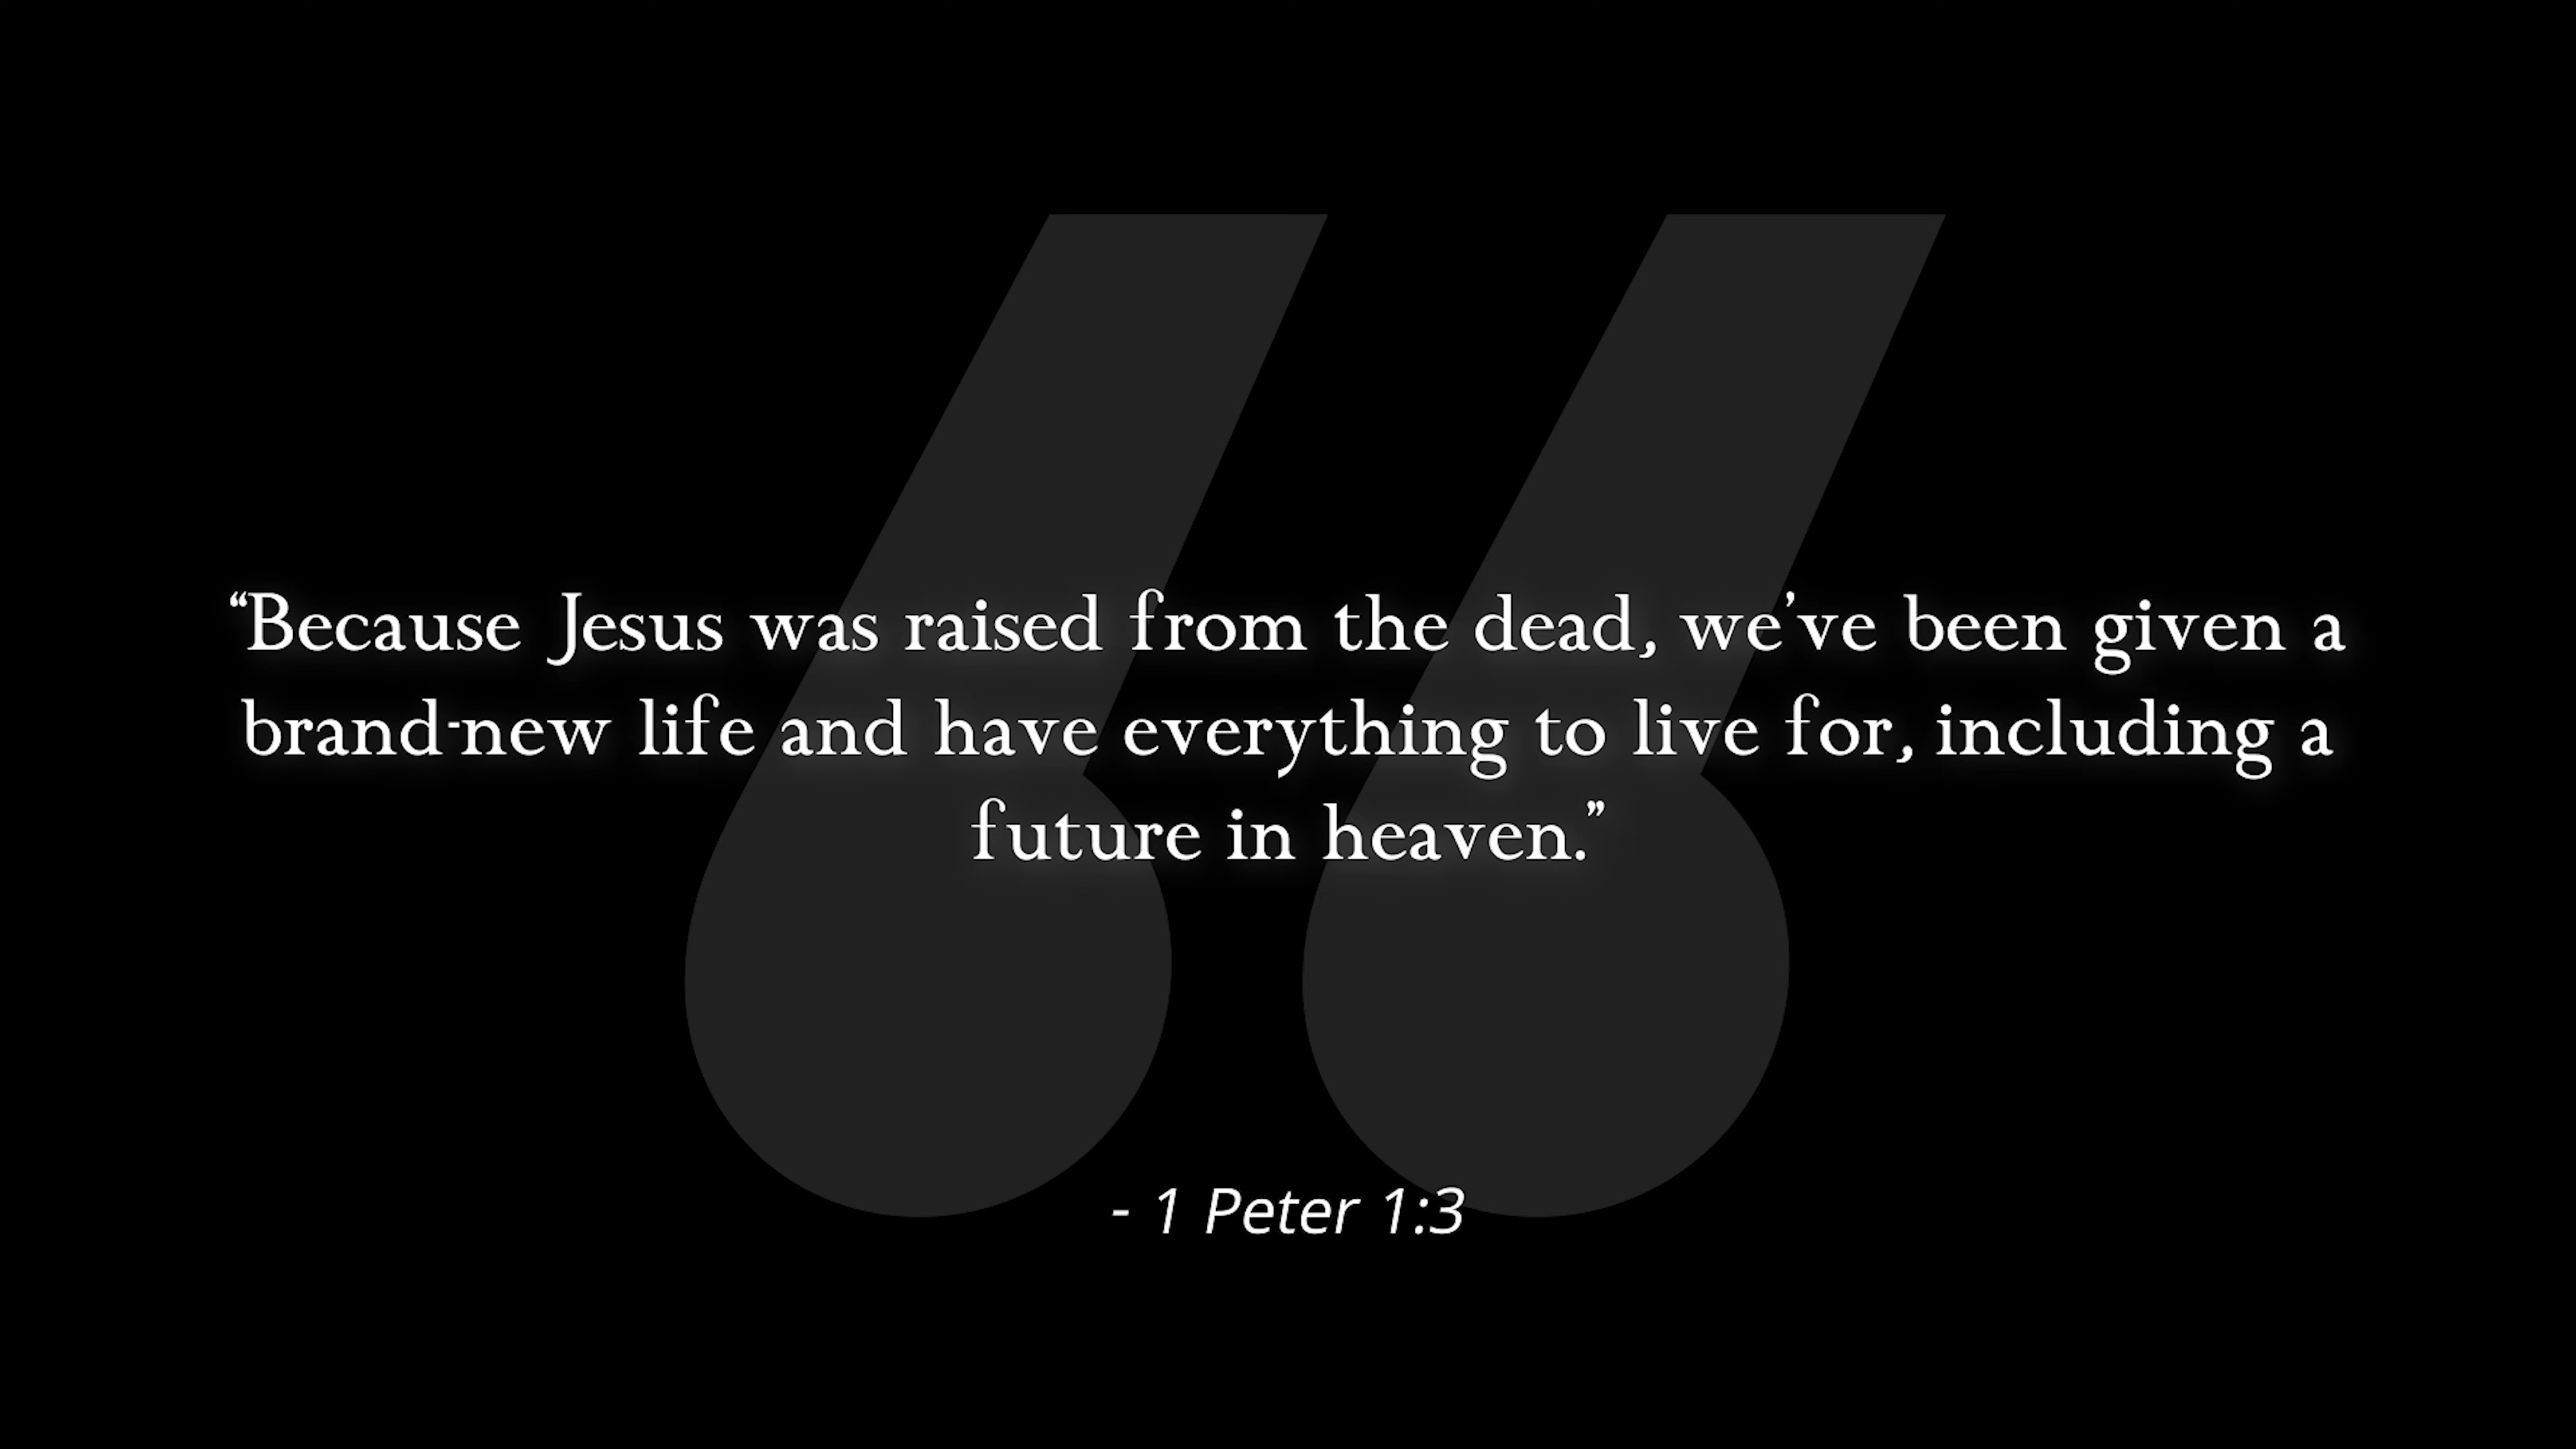 “Because Jesus was raised from the dead, we’ve been given a
brand-new life and have everything to live for, including a
future in heaven.”
- 1 Peter 1:3